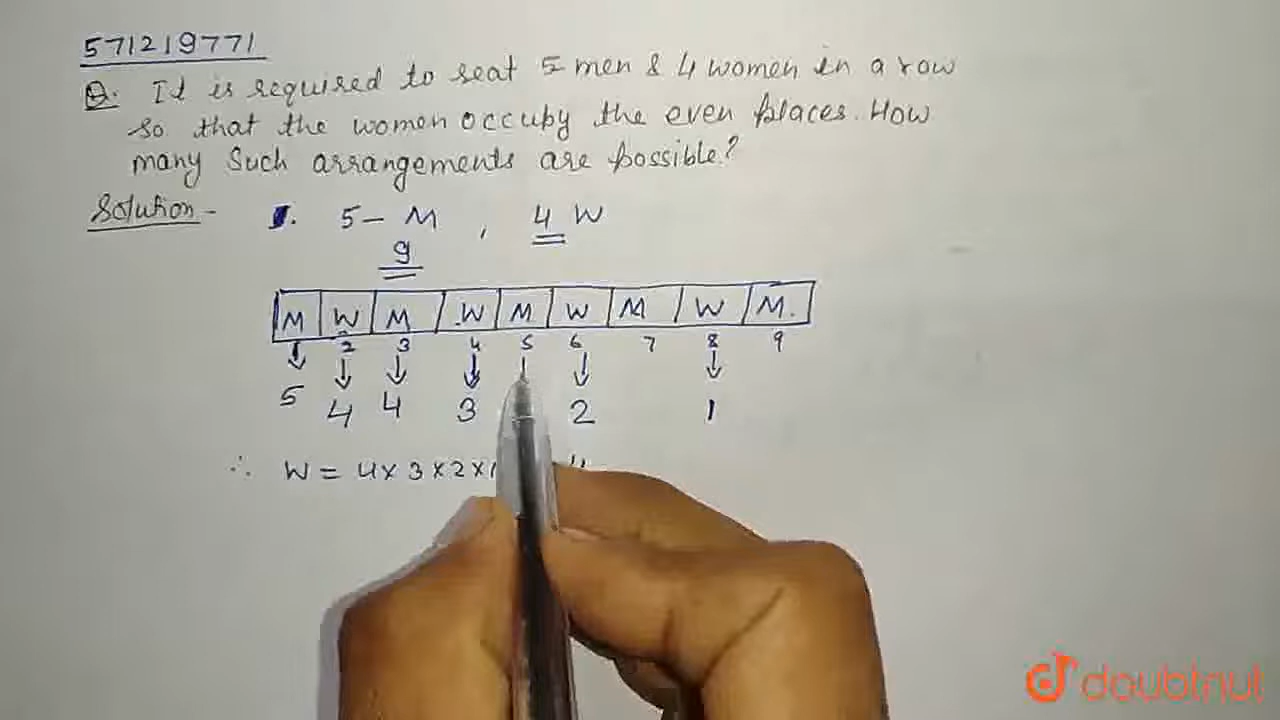 571219771
Q. It is required to seat 5 men & 4 women in a row
so that the women occupy the even places. How
many such arrangements are possible?
Solution - 5 - M , 4 W
9
M W M W M W M W M.
2 3 4 5 6 7 8 9
5 4 4 3 2 1
∴ W = 4 × 3 × 2 ×
doubtnut